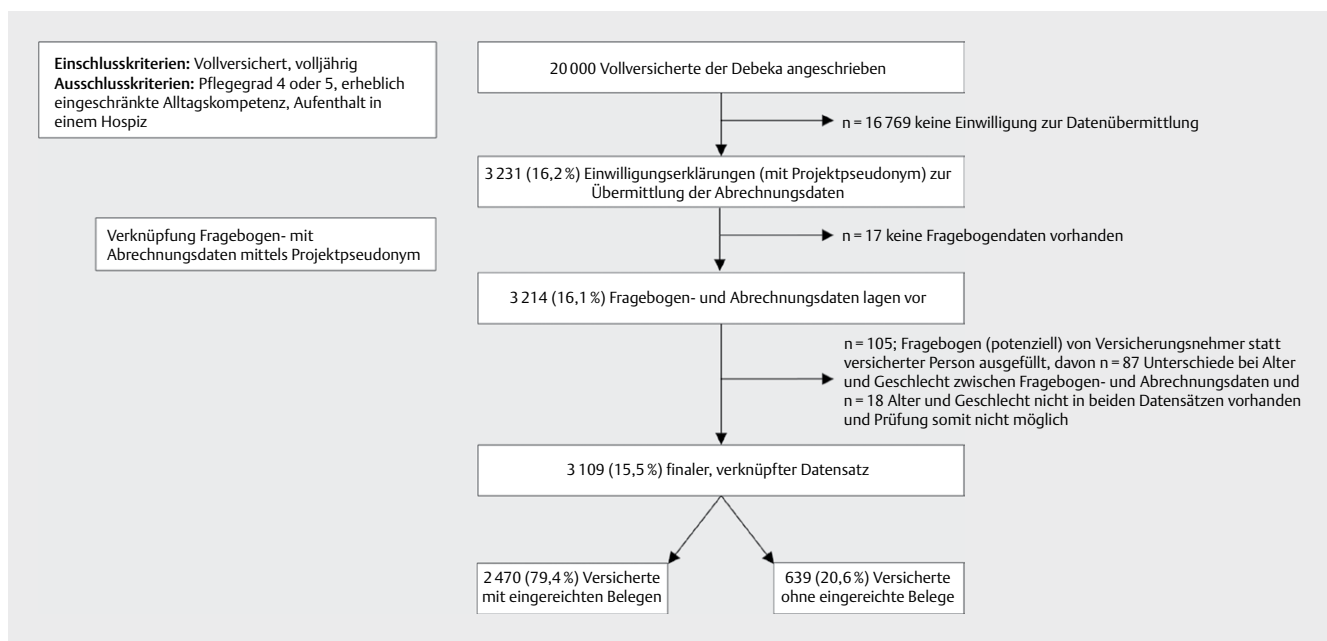 Einschlusskriterien: Vollversichert, volljährig
Ausschlusskriterien: Pflegegrad 4 oder 5, erheblich
eingeschränkte Alltagskompetenz, Aufenthalt in
einem Hospiz
20 000 Vollversicherte der Debeka angeschrieben
n = 16 769 keine Einwilligung zur Datenübermittlung
3 231 (16,2 %) Einwilligungserklärungen (mit Projektpseudonym) zur
Übermittlung der Abrechnungsdaten
Verknüpfung Fragebogen- mit
Abrechnungsdaten mittels Projektpseudonym
n = 17 keine Fragebogendaten vorhanden
3 214 (16,1 %) Fragebogen- und Abrechnungsdaten lagen vor
n = 105; Fragebogen (potenziell) von Versicherungsnehmer statt
versicherter Person ausgefüllt, davon n = 87 Unterschiede bei Alter
und Geschlecht zwischen Fragebogen- und Abrechnungsdaten und
n = 18 Alter und Geschlecht nicht in beiden Datensätzen vorhanden
und Prüfung somit nicht möglich
3 109 (15,5 %) finaler, verknüpfter Datensatz
2 470 (79,4 %) Versicherte
mit eingereichten Belegen
639 (20,6 %) Versicherte
ohne eingereichte Belege